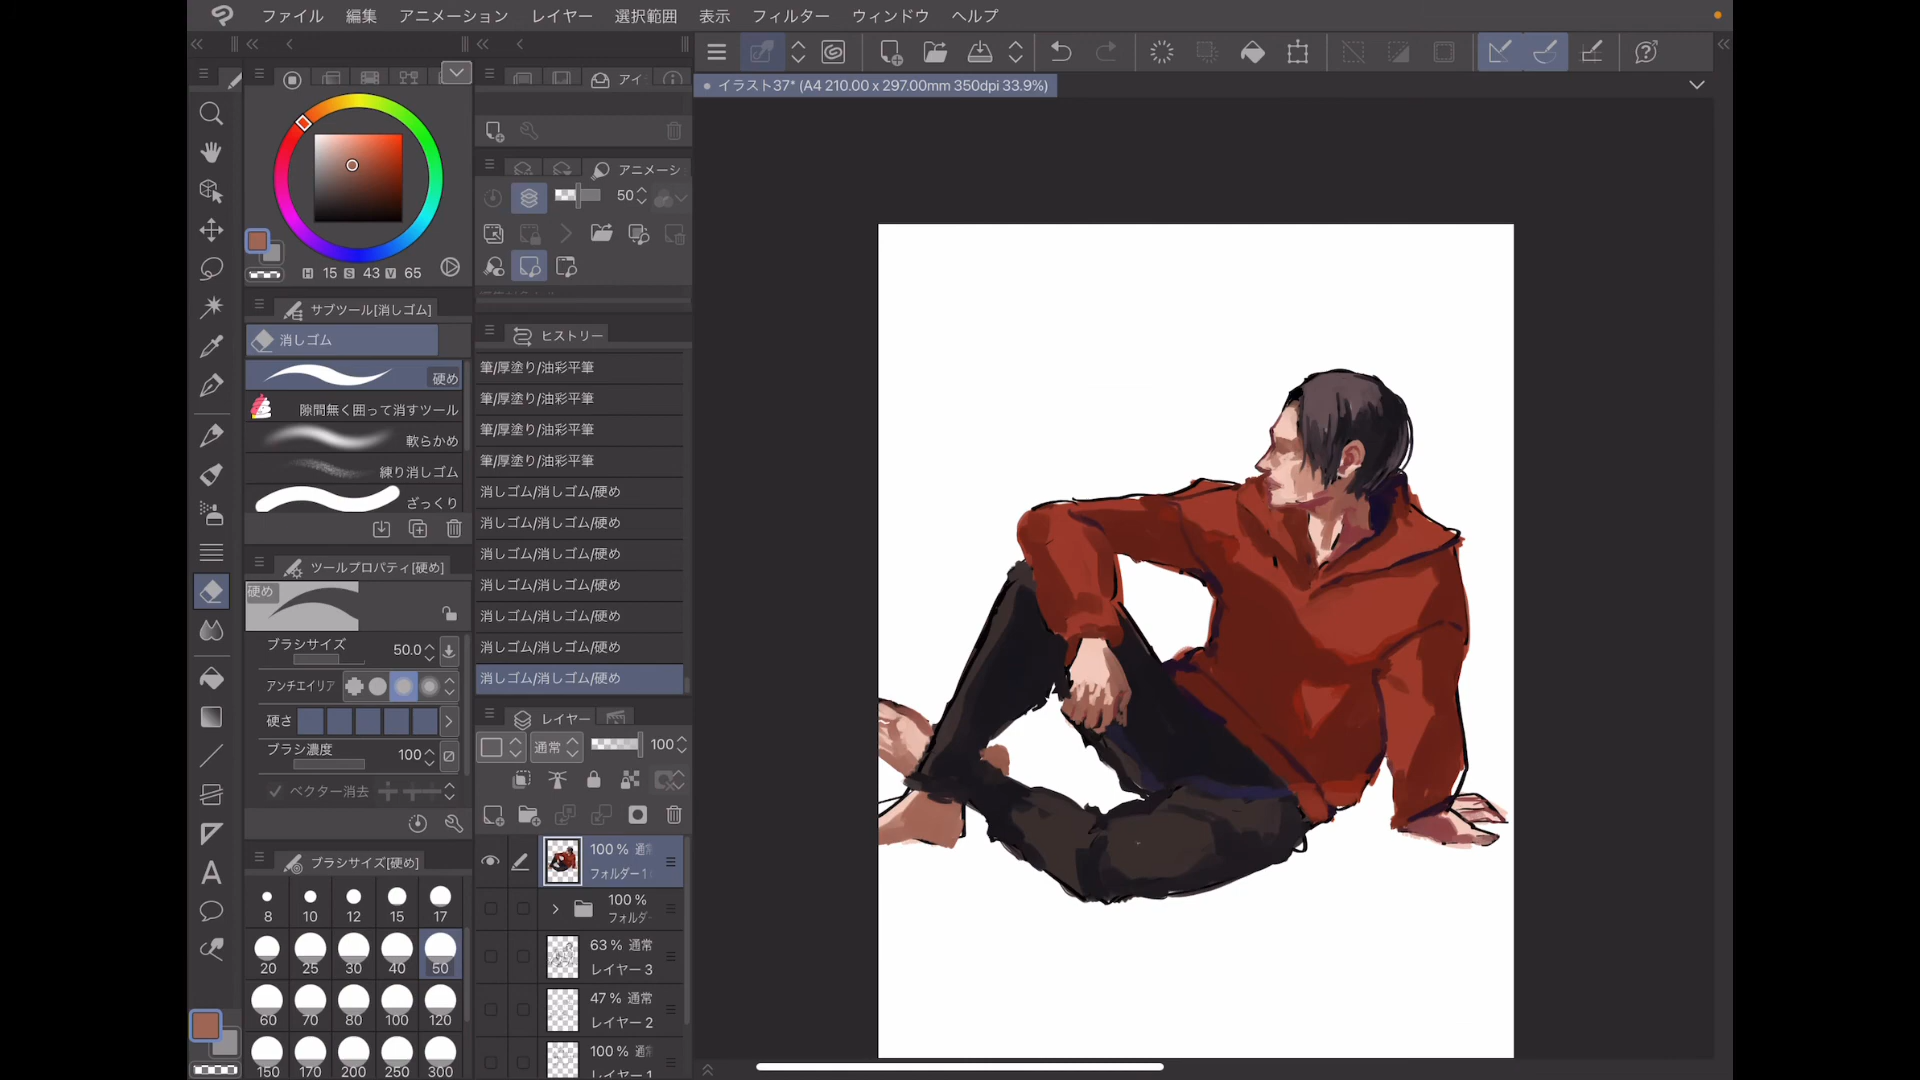 ファイル 編集 アニメーション レイヤー 選択範囲 表示 フィルター ウィンドウ ヘルプ
イラスト37* (A4 210.00 x 297.00mm 350dpi 33.9%)
H 15 S 43 V 65
サブツール[消しゴム]
消しゴム
硬め
隙間無く囲って消すツール
軟らかめ
練り消しゴム
ざっくり
ツールプロパティ[硬め]
硬め
ブラシサイズ 50.0
アンチエイリア
硬さ
ブラシ濃度 100
ベクター消去
ブラシサイズ[硬め]
8 10 12 15 17
20 25 30 40 50
60 70 80 100 120
150 170 200 250 300
アイ
アニメーシ
50
ヒストリー
筆/厚塗り/油彩平筆
筆/厚塗り/油彩平筆
筆/厚塗り/油彩平筆
筆/厚塗り/油彩平筆
消しゴム/消しゴム/硬め
消しゴム/消しゴム/硬め
消しゴム/消しゴム/硬め
消しゴム/消しゴム/硬め
消しゴム/消しゴム/硬め
消しゴム/消しゴム/硬め
消しゴム/消しゴム/硬め
レイヤー
通常 100
100 % 通常
フォルダー1
100 %
フォルダー
63 % 通常
レイヤー 3
47 % 通常
レイヤー 2
100 % 通常
レイヤー 1
A